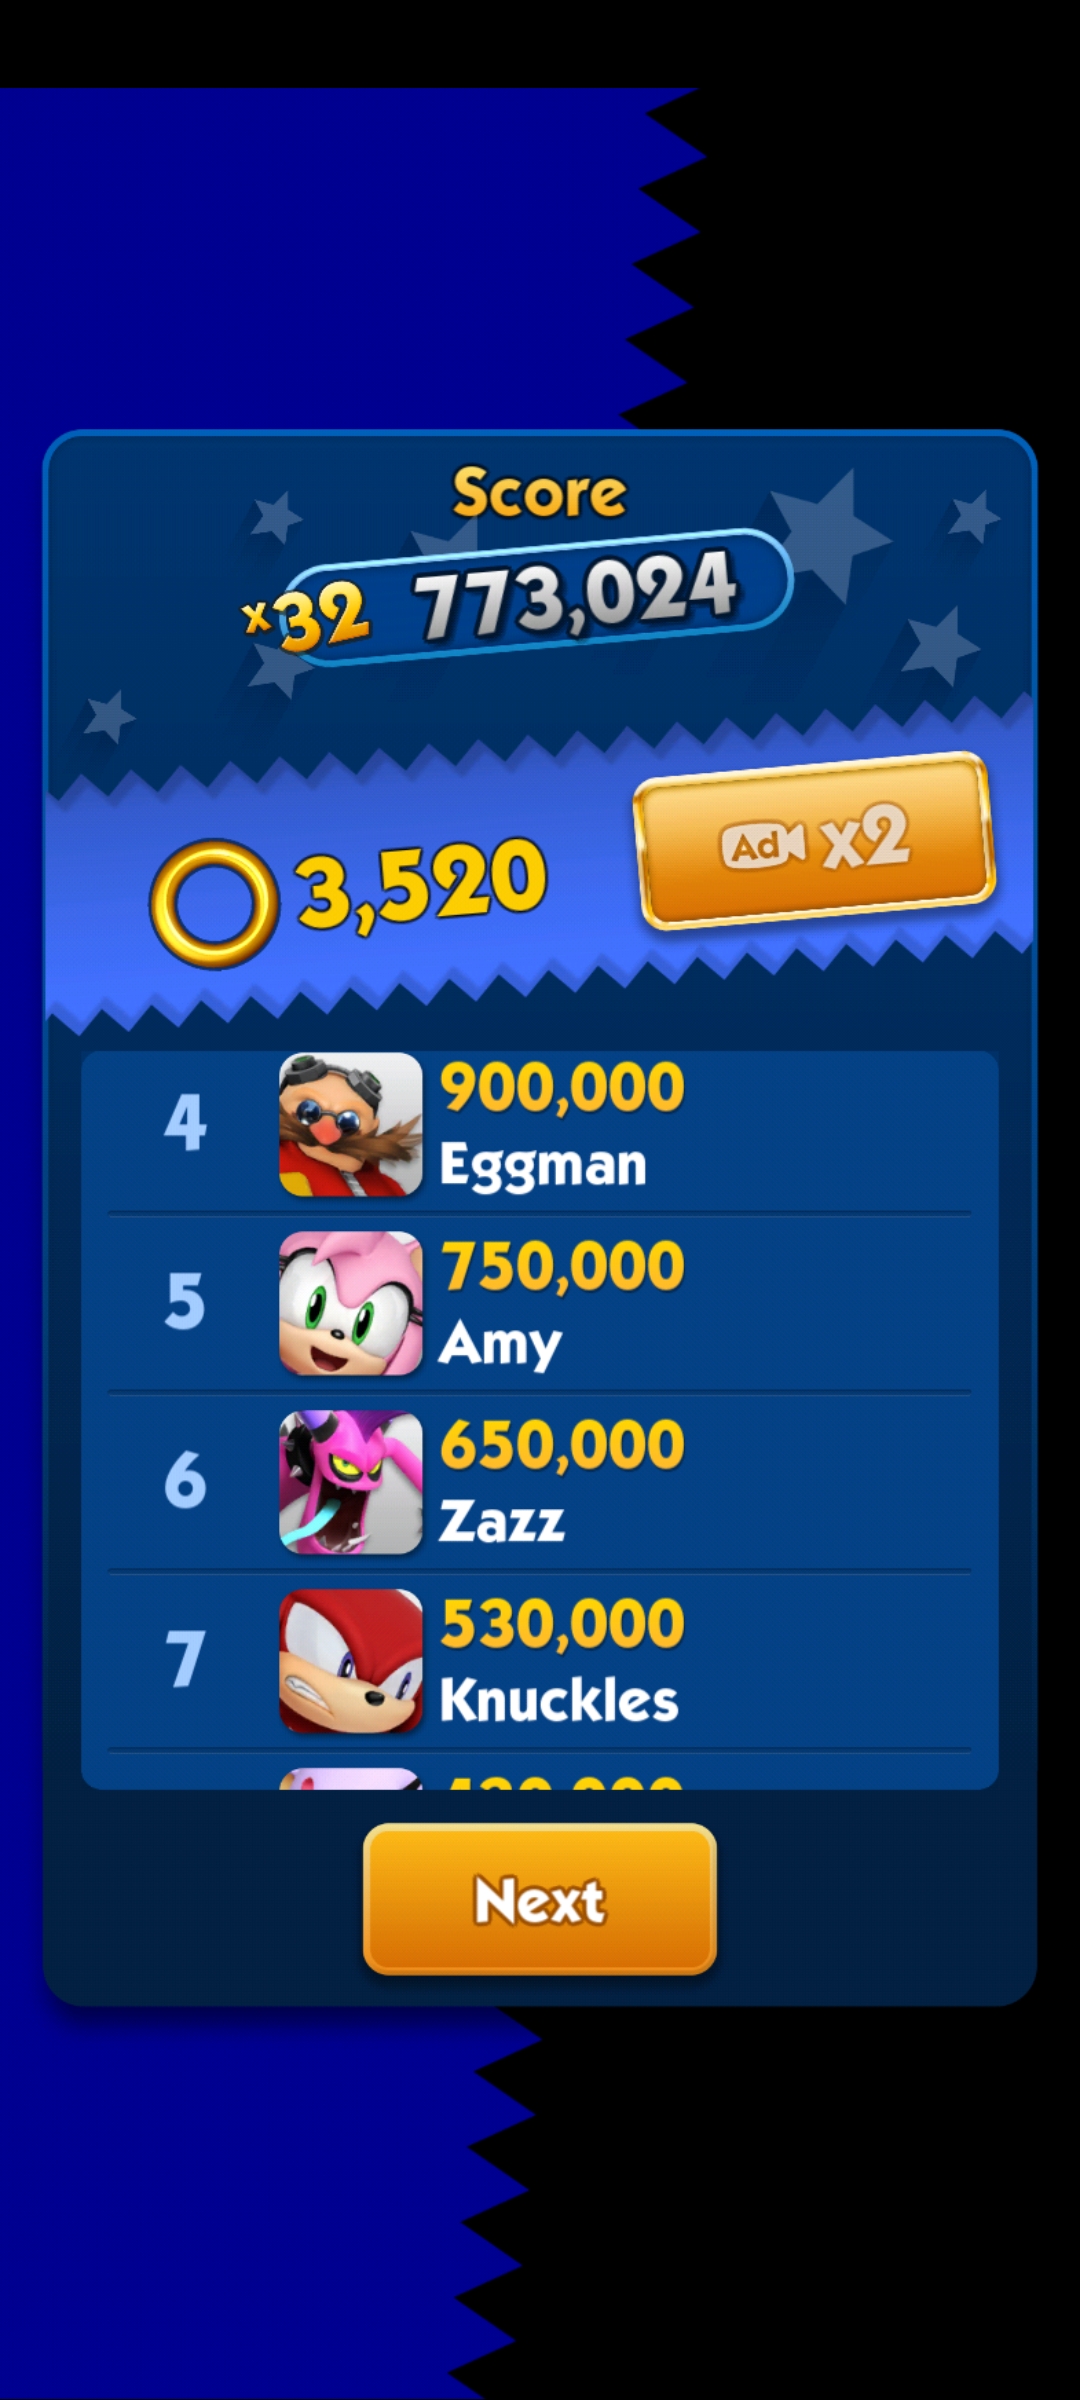 Score
x32 773,024
3,520
Ad x2
4
900,000
Eggman
5
750,000
Amy
6
650,000
Zazz
7
530,000
Knuckles
Next